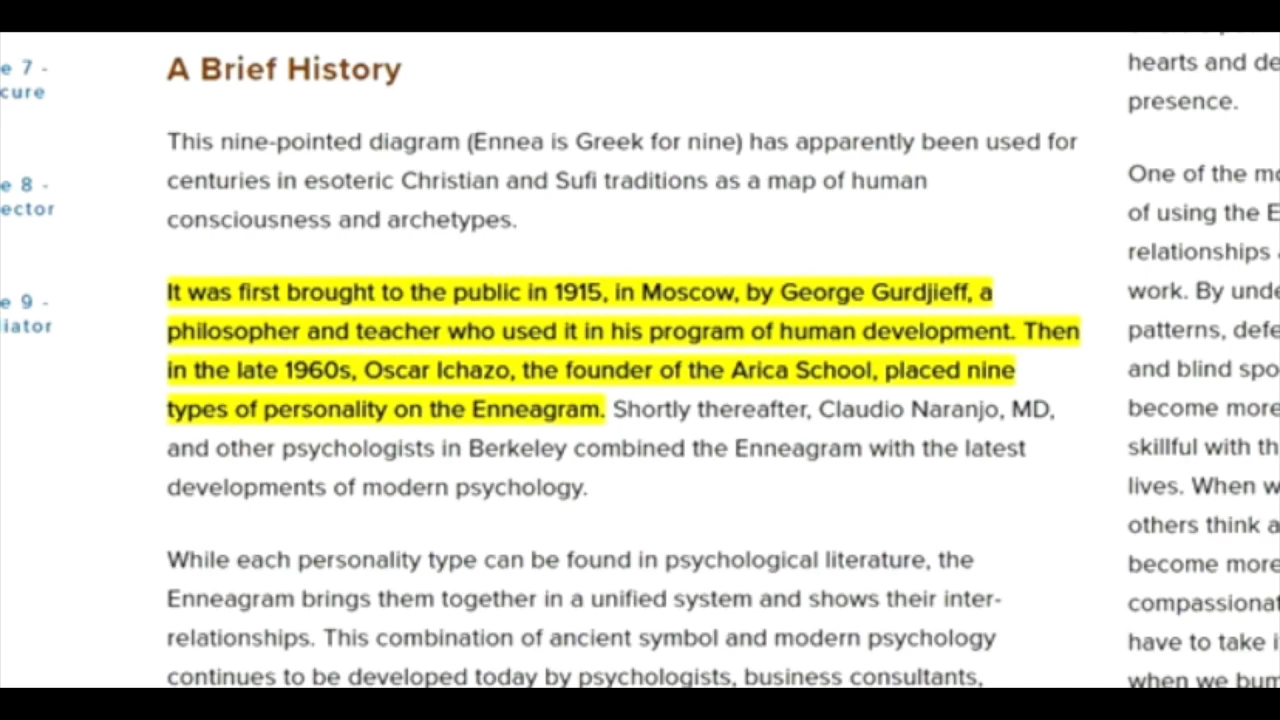 e 7 -
cure
e 8 -
ector
e 9 -
iator
A Brief History
This nine-pointed diagram (Ennea is Greek for nine) has apparently been used for
centuries in esoteric Christian and Sufi traditions as a map of human
consciousness and archetypes.
It was first brought to the public in 1915, in Moscow, by George Gurdjieff, a
philosopher and teacher who used it in his program of human development. Then
in the late 1960s, Oscar Ichazo, the founder of the Arica School, placed nine
types of personality on the Enneagram. Shortly thereafter, Claudio Naranjo, MD,
and other psychologists in Berkeley combined the Enneagram with the latest
developments of modern psychology.
While each personality type can be found in psychological literature, the
Enneagram brings them together in a unified system and shows their inter-
relationships. This combination of ancient symbol and modern psychology
continues to be developed today by psychologists, business consultants,
hearts and de
presence.
One of the mo
of using the E
relationships
work. By unde
patterns, defe
and blind spo
become more
skillful with th
lives. When w
others think a
become more
compassionat
have to take i
when we bum